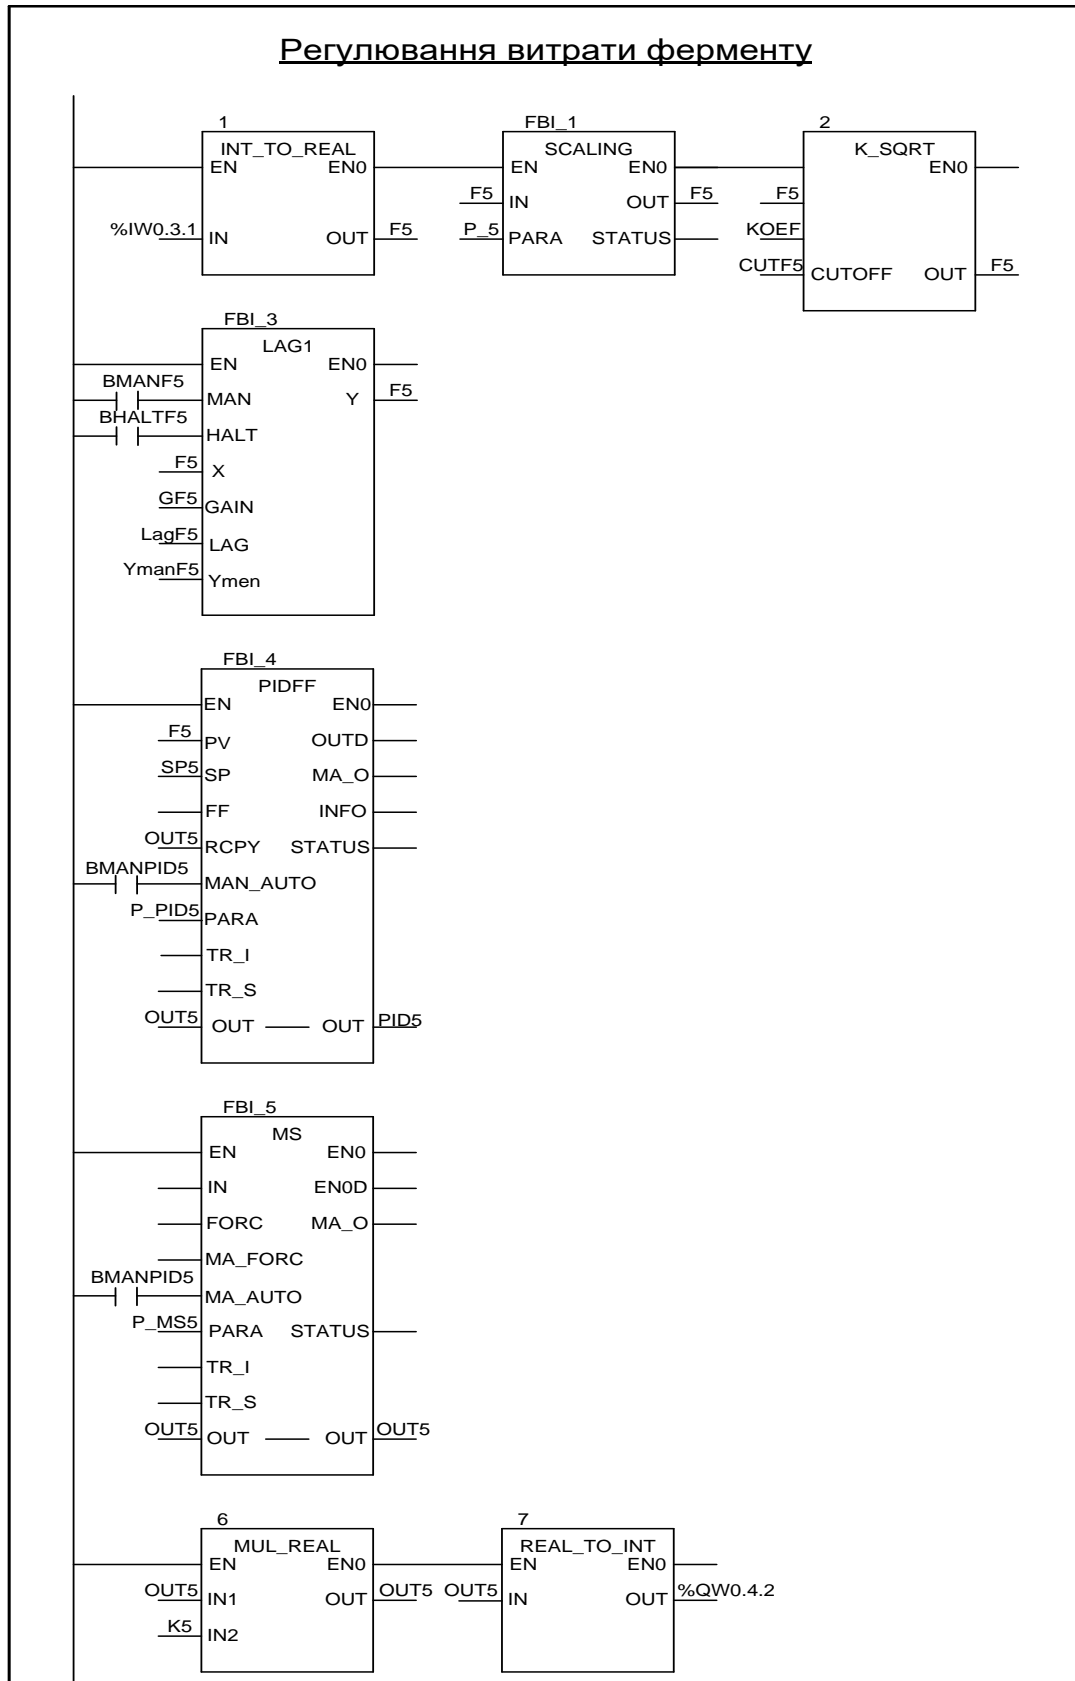 Регулювання витрати ферменту
1 FBI_1 2
INT_TO_REAL SCALING K_SQRT
EN EN0 EN EN0 EN0
F5 IN OUT F5 F5
%IW0.3.1 IN OUT F5 P_5 PARA STATUS KOEF
CUTF5 CUTOFF OUT F5
FBI_3
LAG1
EN EN0
BMANF5 MAN Y F5
BHALTF5 HALT
F5 X
GF5 GAIN
LagF5 LAG
YmanF5 Ymen
FBI_4
PIDFF
EN EN0
F5 PV OUTD
SP5 SP MA_O
FF INFO
OUT5 RCPY STATUS
BMANPID5 MAN_AUTO
P_PID5 PARA
TR_I
TR_S
OUT5 OUT OUT PID5
FBI_5
MS
EN EN0
IN EN0D
FORC MA_O
MA_FORC
BMANPID5 MA_AUTO
P_MS5 PARA STATUS
TR_I
TR_S
OUT5 OUT OUT OUT5
6 7
MUL_REAL REAL_TO_INT
EN EN0 EN EN0
OUT5 IN1 OUT OUT5 OUT5 IN OUT %QW0.4.2
K5 IN2